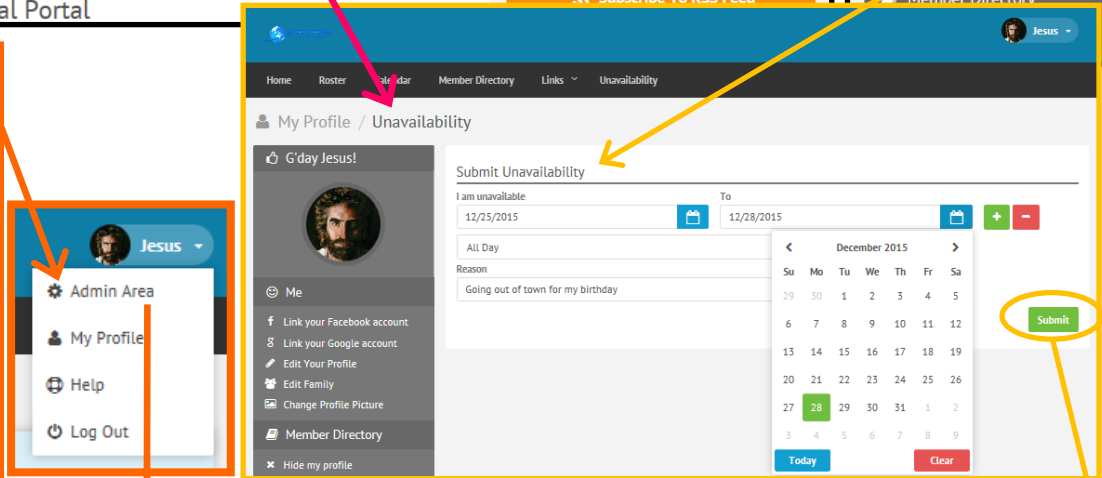 al Portal
Subscribe To RSS Feed
Member Directory
Jesus
Home Roster Calendar Member Directory Links Unavailability
My Profile / Unavailability
G'day Jesus!
Me
Link your Facebook account
Link your Google account
Edit Your Profile
Edit Family
Change Profile Picture
Member Directory
Hide my profile
Submit Unavailability
I am unavailable To
12/25/2015 12/28/2015 + −
All Day
Reason
Going out of town for my birthday
< December 2015 >
Su Mo Tu We Th Fr Sa
29 30 1 2 3 4 5
6 7 8 9 10 11 12
13 14 15 16 17 18 19
20 21 22 23 24 25 26
27 28 29 30 31 1 2
3 4 5 6 7 8 9
Today Clear
Submit
Jesus
Admin Area
My Profile
Help
Log Out